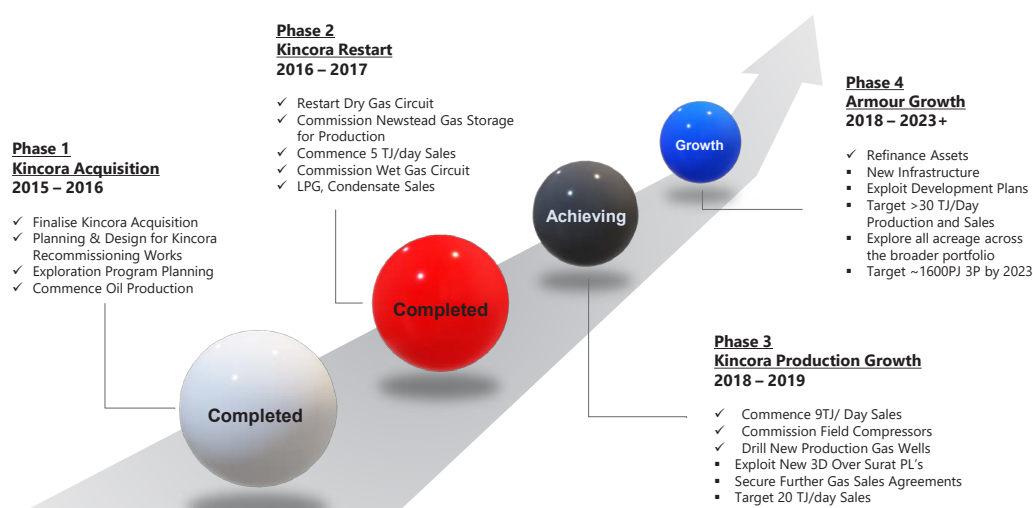 Phase 1
Kincora Acquisition
2015 – 2016
✓ Finalise Kincora Acquisition
✓ Planning & Design for Kincora
Recommissioning Works
✓ Exploration Program Planning
✓ Commence Oil Production
Completed
Phase 2
Kincora Restart
2016 – 2017
✓ Restart Dry Gas Circuit
✓ Commission Newstead Gas Storage
for Production
✓ Commence 5 TJ/day Sales
✓ Commission Wet Gas Circuit
✓ LPG, Condensate Sales
Completed
Phase 3
Kincora Production Growth
2018 – 2019
✓ Commence 9TJ/ Day Sales
✓ Commission Field Compressors
✓ Drill New Production Gas Wells
▪ Exploit New 3D Over Surat PL's
▪ Secure Further Gas Sales Agreements
▪ Target 20 TJ/day Sales
Achieving
Phase 4
Armour Growth
2018 – 2023+
✓ Refinance Assets
▪ New Infrastructure
▪ Exploit Development Plans
▪ Target >30 TJ/Day
Production and Sales
▪ Explore all acreage across
the broader portfolio
▪ Target ~1600PJ 3P by 2023
Growth